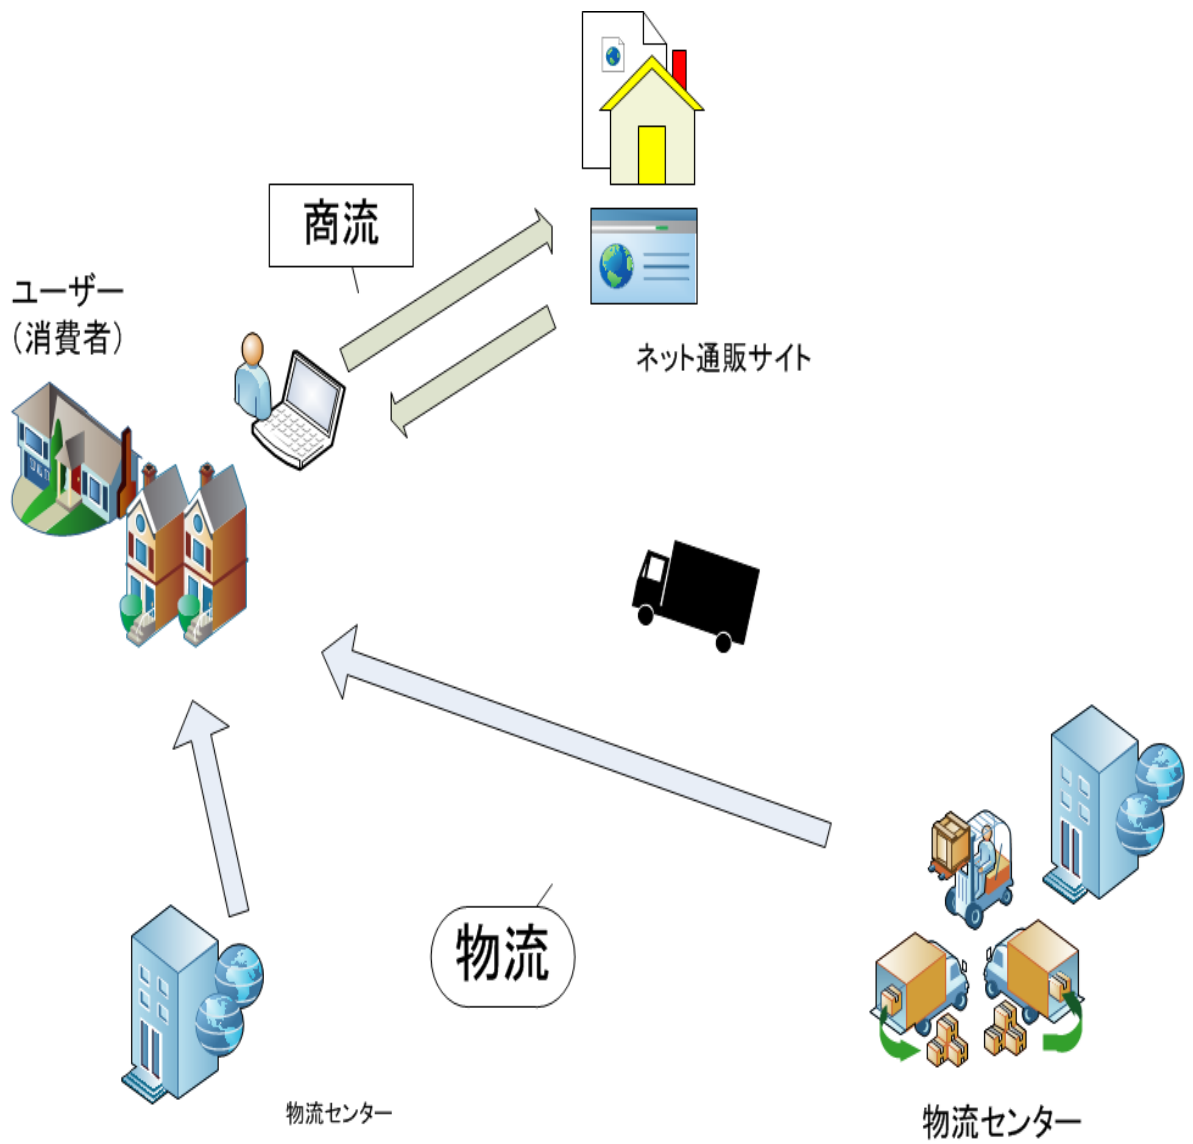 商流
ユーザー
（消費者）
ネット通販サイト
物流
物流センター
物流センター